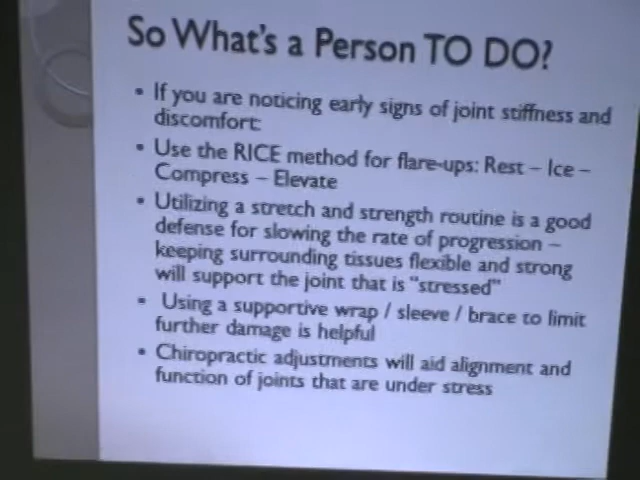 So What's a Person TO DO?
• If you are noticing early signs of joint stiffness and
discomfort:
• Use the RICE method for flare-ups: Rest – Ice –
Compress – Elevate
• Utilizing a stretch and strength routine is a good
defense for slowing the rate of progression –
keeping surrounding tissues flexible and strong
will support the joint that is "stressed"
• Using a supportive wrap / sleeve / brace to limit
further damage is helpful
• Chiropractic adjustments will aid alignment and
function of joints that are under stress